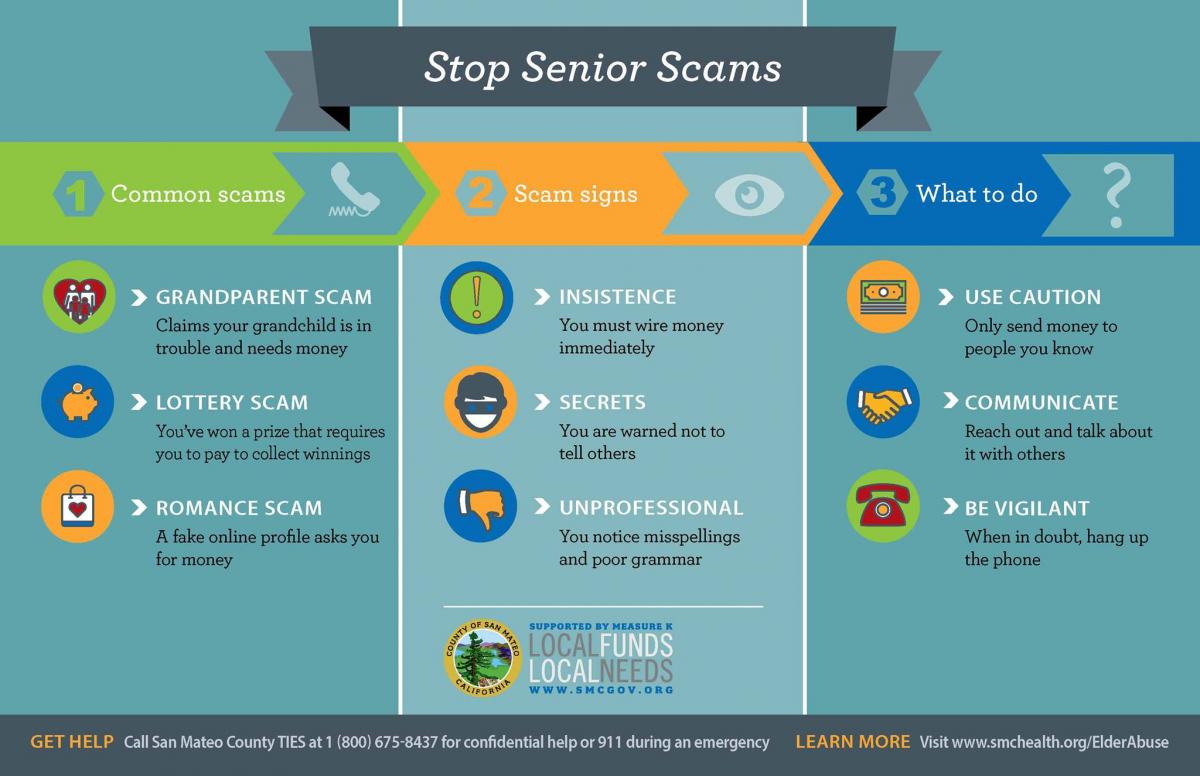 Stop Senior Scams
1 Common scams
GRANDPARENT SCAM
Claims your grandchild is in
trouble and needs money
LOTTERY SCAM
You've won a prize that requires
you to pay to collect winnings
ROMANCE SCAM
A fake online profile asks you
for money
2 Scam signs
INSISTENCE
You must wire money
immediately
SECRETS
You are warned not to
tell others
UNPROFESSIONAL
You notice misspellings
and poor grammar
3 What to do
?
USE CAUTION
Only send money to
people you know
COMMUNICATE
Reach out and talk about
it with others
BE VIGILANT
When in doubt, hang up
the phone
COUNTY OF SAN MATEO
CALIFORNIA
SUPPORTED BY MEASURE K
LOCALFUNDS
LOCALNEEDS
WWW.SMCGOV.ORG
GET HELP Call San Mateo County TIES at 1 (800) 675-8437 for confidential help or 911 during an emergency
LEARN MORE Visit www.smchealth.org/ElderAbuse